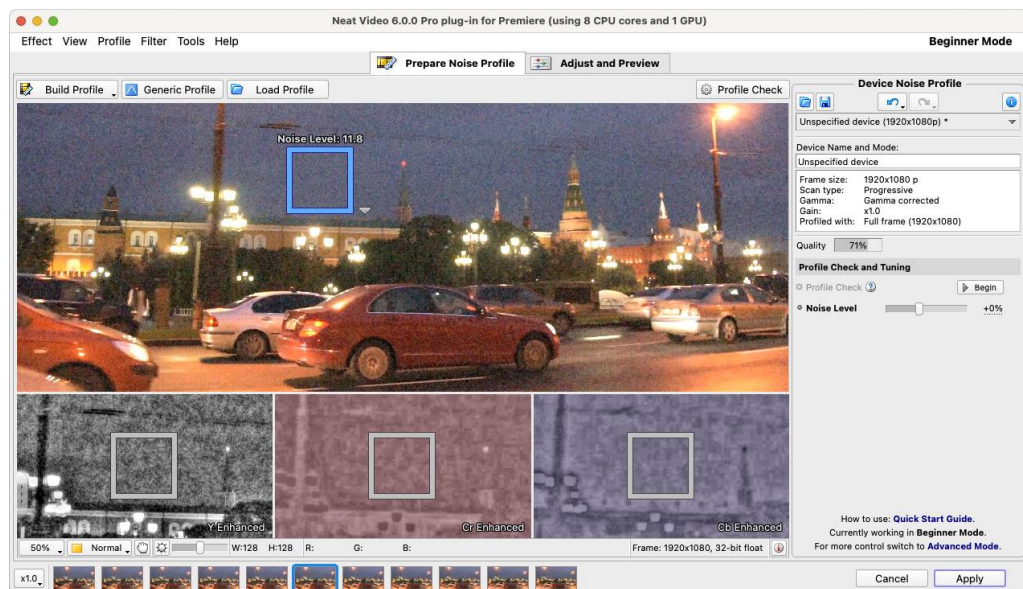 Neat Video 6.0.0 Pro plug-in for Premiere (using 8 CPU cores and 1 GPU)
Effect View Profile Filter Tools Help Beginner Mode
Prepare Noise Profile Adjust and Preview
Build Profile Generic Profile Load Profile Profile Check
Noise Level: 11.8
Y Enhanced Cr Enhanced Cb Enhanced
50% Normal W:128 H:128 R: G: B: Frame: 1920x1080, 32-bit float
x1.0
Device Noise Profile
Unspecified device (1920x1080p) *
Device Name and Mode:
Unspecified device
Frame size: 1920x1080 p
Scan type: Progressive
Gamma: Gamma corrected
Gain: x1.0
Profiled with: Full frame (1920x1080)
Quality 71%
Profile Check and Tuning
Profile Check ? Begin
Noise Level +0%
How to use: Quick Start Guide.
Currently working in Beginner Mode.
For more control switch to Advanced Mode.
Cancel Apply